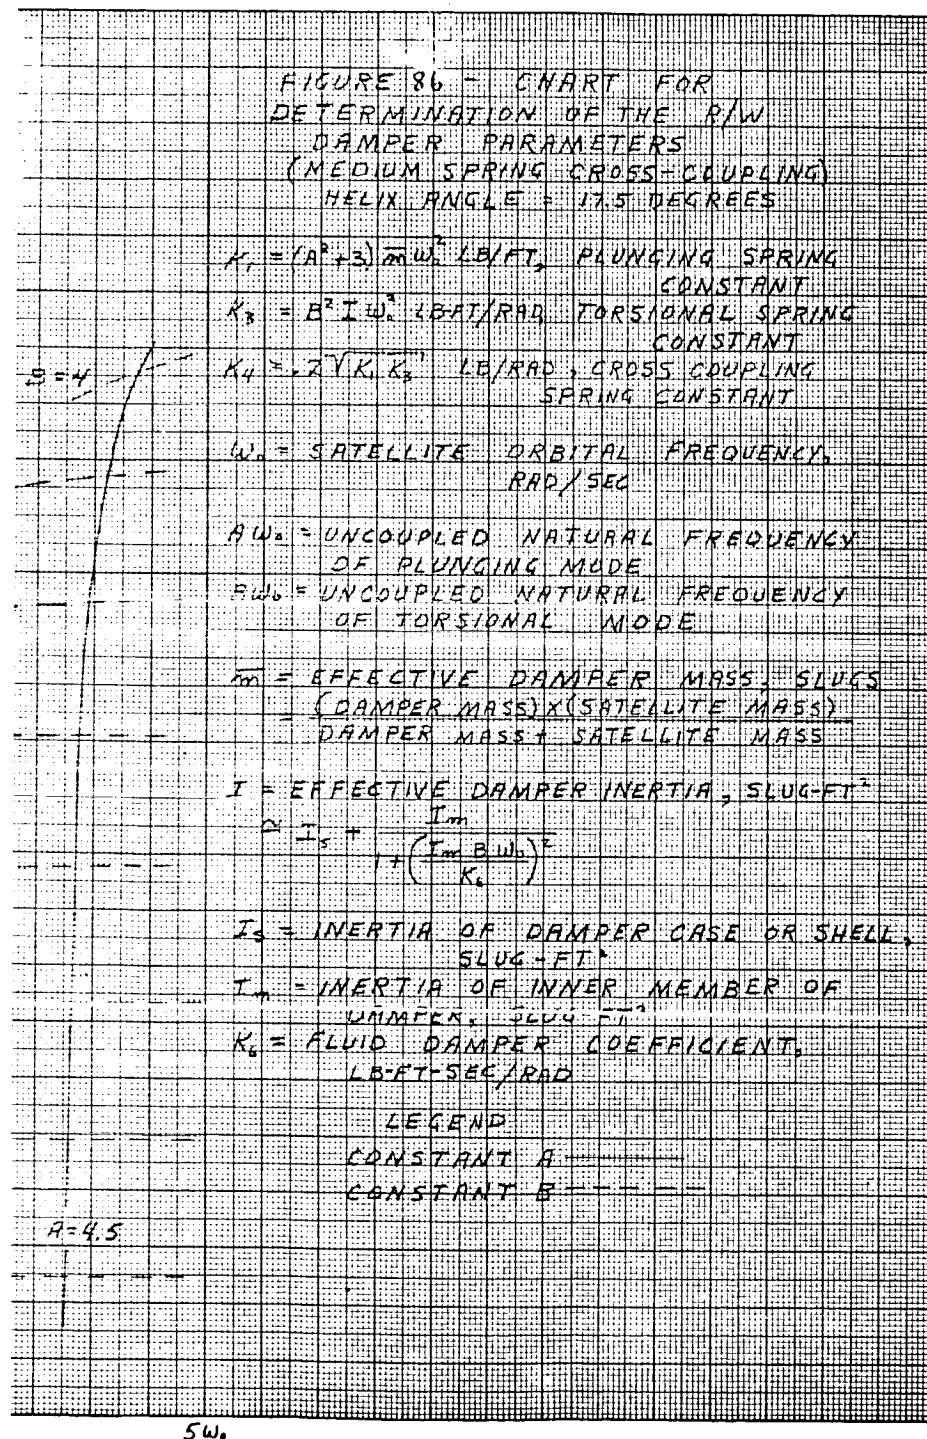 FIGURE 86 - CHART FOR
DETERMINATION OF THE R/W
DAMPER PARAMETERS
(MEDIUM SPRING CROSS-COUPLING)
HELIX ANGLE = 17.5 DEGREES
K₁ = (A²+3) m̅ω₀² LB/FT, PLUNGING SPRING
CONSTANT
K₃ = B² I ω₀² LB-FT/RAD TORSIONAL SPRING
CONSTANT
K₄ = .2√K₁K₃ LB/RAD, CROSS COUPLING
SPRING CONSTANT
B = 4
ω₀ = SATELLITE ORBITAL FREQUENCY,
RAD/SEC
Aω₀ = UNCOUPLED NATURAL FREQUENCY
OF PLUNGING MODE
Bω₀ = UNCOUPLED NATURAL FREQUENCY
OF TORSIONAL MODE
m̅ = EFFECTIVE DAMPER MASS, SLUGS
= (DAMPER MASS)X(SATELLITE MASS)
DAMPER MASS + SATELLITE MASS
I = EFFECTIVE DAMPER INERTIA, SLUG-FT²
≅ I₅ + Iₘ
1+(Iₘ B ω₀
K₆)²
I₅ = INERTIA OF DAMPER CASE OR SHELL,
SLUG-FT²
Iₘ = INERTIA OF INNER MEMBER OF
DAMPER, SLUG-FT²
K₆ = FLUID DAMPER COEFFICIENT,
LB-FT-SEC/RAD
LEGEND
CONSTANT A
CONSTANT B
A=4.5
5ω₀